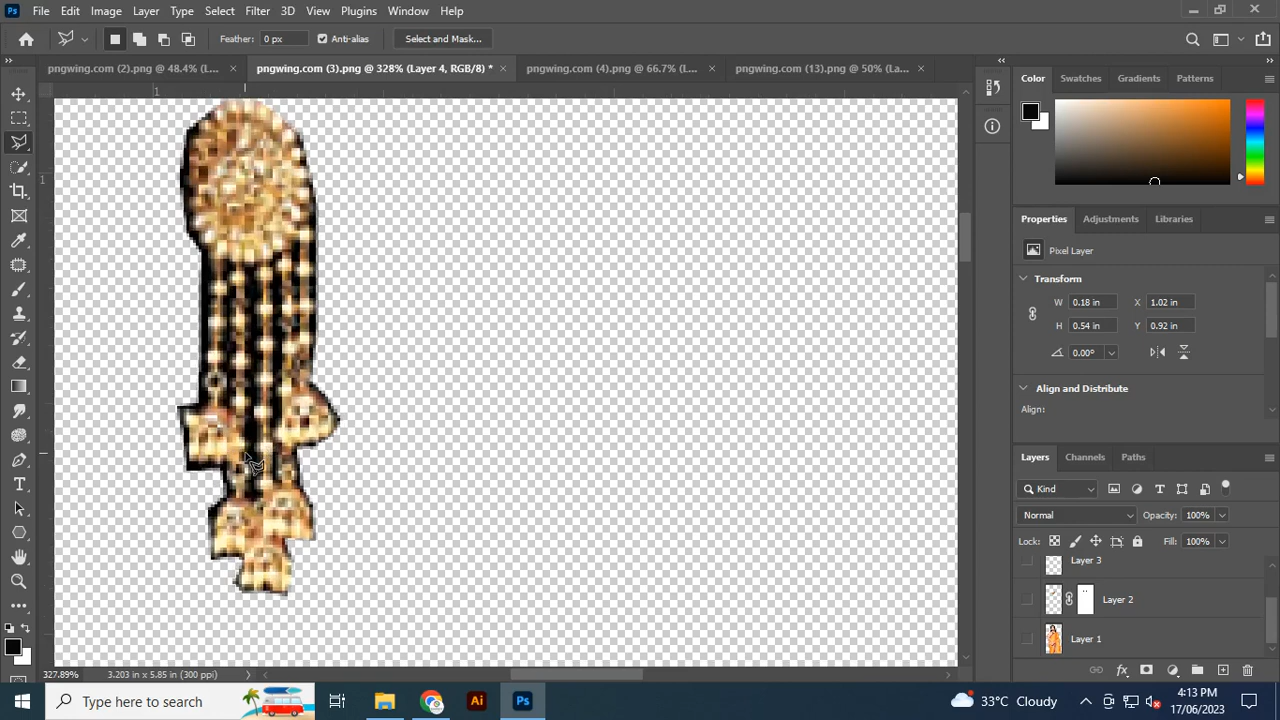 Ps File Edit Image Layer Type Select Filter 3D View Plugins Window Help
Feather: 0 px Anti-alias Select and Mask...
pngwing.com (2).png @ 48.4% (L... × pngwing.com (3).png @ 328% (Layer 4, RGB/8) * × pngwing.com (4).png @ 66.7% (L... × pngwing.com (13).png @ 50% (La... ×
Color Swatches Gradients Patterns
1
1
Properties Adjustments Libraries
Pixel Layer
Transform
W 0.18 in X 1.02 in
H 0.54 in Y 0.92 in
0.00°
Align and Distribute
Align:
Layers Channels Paths
Kind
Normal Opacity: 100%
Lock: Fill: 100%
Layer 3
Layer 2
Layer 1
327.89% 3.203 in x 5.85 in (300 ppi)
Type here to search
Ai Ps
33°C Cloudy
4:13 PM
17/06/2023